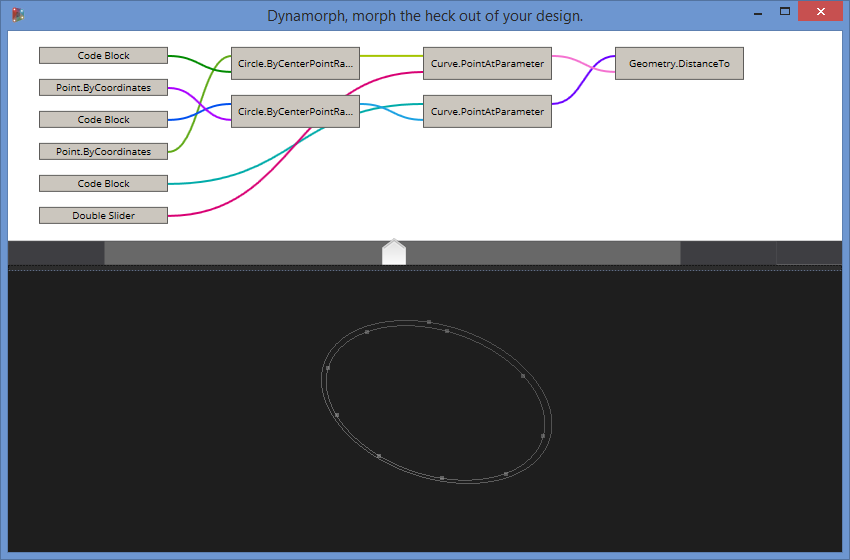 Dynamorph, morph the heck out of your design.
Code Block
Point.ByCoordinates
Code Block
Point.ByCoordinates
Code Block
Double Slider
Circle.ByCenterPointRa...
Circle.ByCenterPointRa...
Curve.PointAtParameter
Curve.PointAtParameter
Geometry.DistanceTo